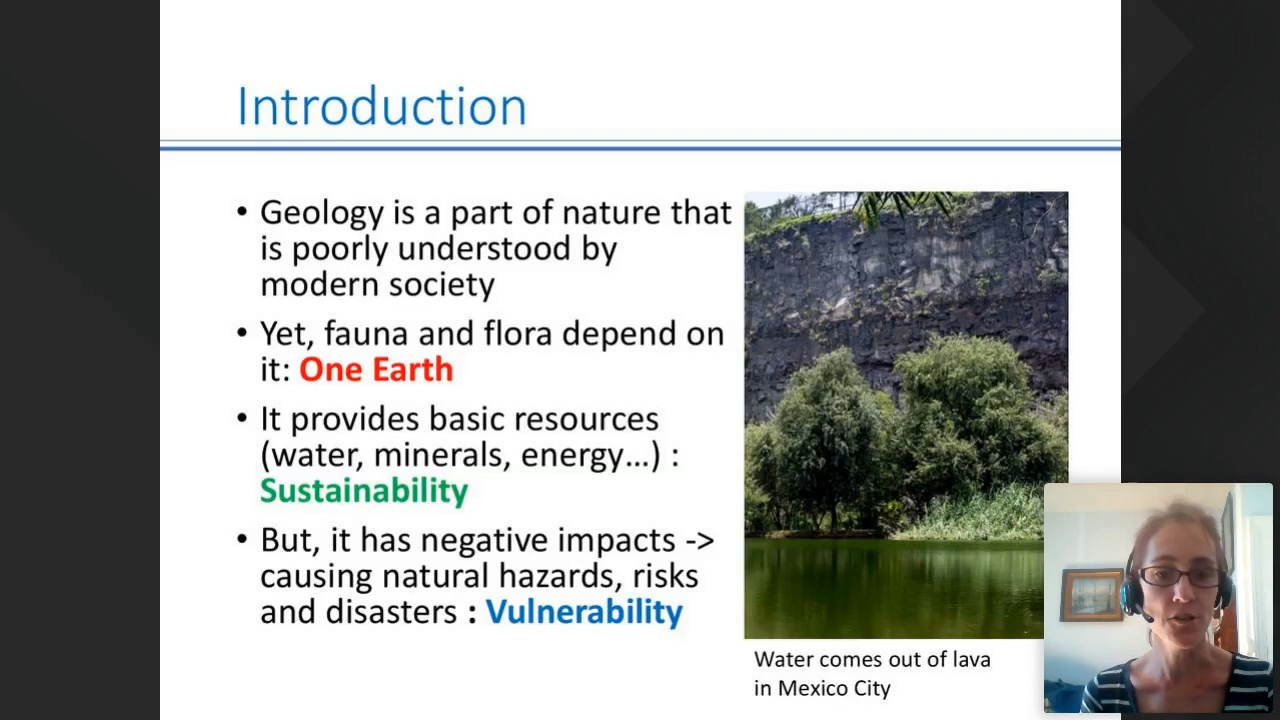 Introduction
• Geology is a part of nature that
is poorly understood by
modern society
• Yet, fauna and flora depend on
it: One Earth
• It provides basic resources
(water, minerals, energy…) :
Sustainability
• But, it has negative impacts ->
causing natural hazards, risks
and disasters : Vulnerability
Water comes out of lava
in Mexico City